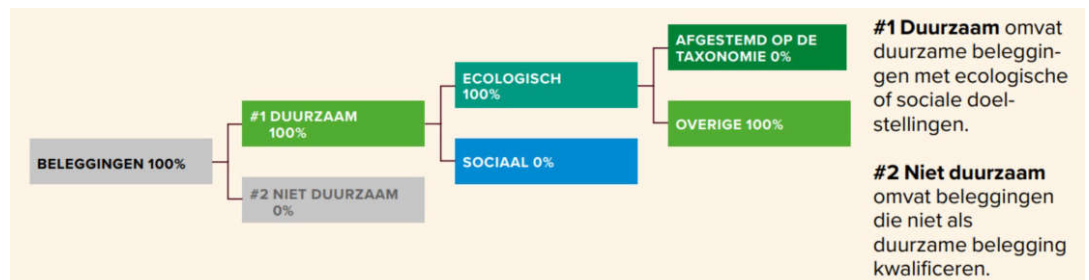 BELEGGINGEN 100%
#1 DUURZAAM
100%
#2 NIET DUURZAAM
0%
ECOLOGISCH
100%
SOCIAAL 0%
AFGESTEMD OP DE
TAXONOMIE 0%
OVERIGE 100%
#1 Duurzaam omvat
duurzame beleggin-
gen met ecologische
of sociale doel-
stellingen.
#2 Niet duurzaam
omvat beleggingen
die niet als
duurzame belegging
kwalificeren.